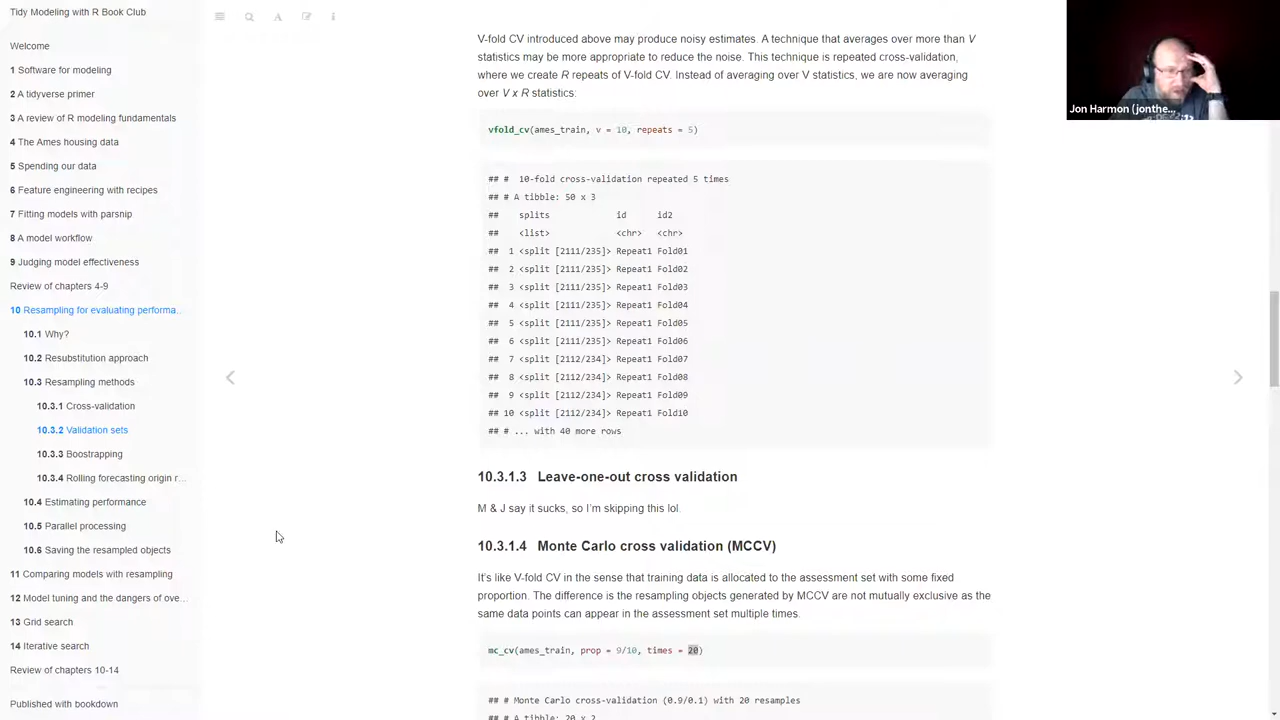 Tidy Modeling with R Book Club
Welcome
1 Software for modeling
2 A tidyverse primer
3 A review of R modeling fundamentals
4 The Ames housing data
5 Spending our data
6 Feature engineering with recipes
7 Fitting models with parsnip
8 A model workflow
9 Judging model effectiveness
Review of chapters 4-9
10 Resampling for evaluating performa...
10.1 Why?
10.2 Resubstitution approach
10.3 Resampling methods
10.3.1 Cross-validation
10.3.2 Validation sets
10.3.3 Boostrapping
10.3.4 Rolling forecasting origin r...
10.4 Estimating performance
10.5 Parallel processing
10.6 Saving the resampled objects
11 Comparing models with resampling
12 Model tuning and the dangers of ove...
13 Grid search
14 Iterative search
Review of chapters 10-14
Published with bookdown
V-fold CV introduced above may produce noisy estimates. A technique that averages over more than V
statistics may be more appropriate to reduce the noise. This technique is repeated cross-validation,
where we create R repeats of V-fold CV. Instead of averaging over V statistics, we are now averaging
over V x R statistics:
vfold_cv(ames_train, v = 10, repeats = 5)
## #  10-fold cross-validation repeated 5 times
## # A tibble: 50 x 3
##    splits             id      id2
##    <list>             <chr>   <chr>
##  1 <split [2111/235]> Repeat1 Fold01
##  2 <split [2111/235]> Repeat1 Fold02
##  3 <split [2111/235]> Repeat1 Fold03
##  4 <split [2111/235]> Repeat1 Fold04
##  5 <split [2111/235]> Repeat1 Fold05
##  6 <split [2111/235]> Repeat1 Fold06
##  7 <split [2112/234]> Repeat1 Fold07
##  8 <split [2112/234]> Repeat1 Fold08
##  9 <split [2112/234]> Repeat1 Fold09
## 10 <split [2112/234]> Repeat1 Fold10
## # ... with 40 more rows
10.3.1.3 Leave-one-out cross validation
M & J say it sucks, so I'm skipping this lol.
10.3.1.4 Monte Carlo cross validation (MCCV)
It's like V-fold CV in the sense that training data is allocated to the assessment set with some fixed
proportion. The difference is the resampling objects generated by MCCV are not mutually exclusive as the
same data points can appear in the assessment set multiple times.
mc_cv(ames_train, prop = 9/10, times = 20)
## # Monte Carlo cross-validation (0.9/0.1) with 20 resamples
## # A tibble: 20 x 2
Jon Harmon (jonthe...